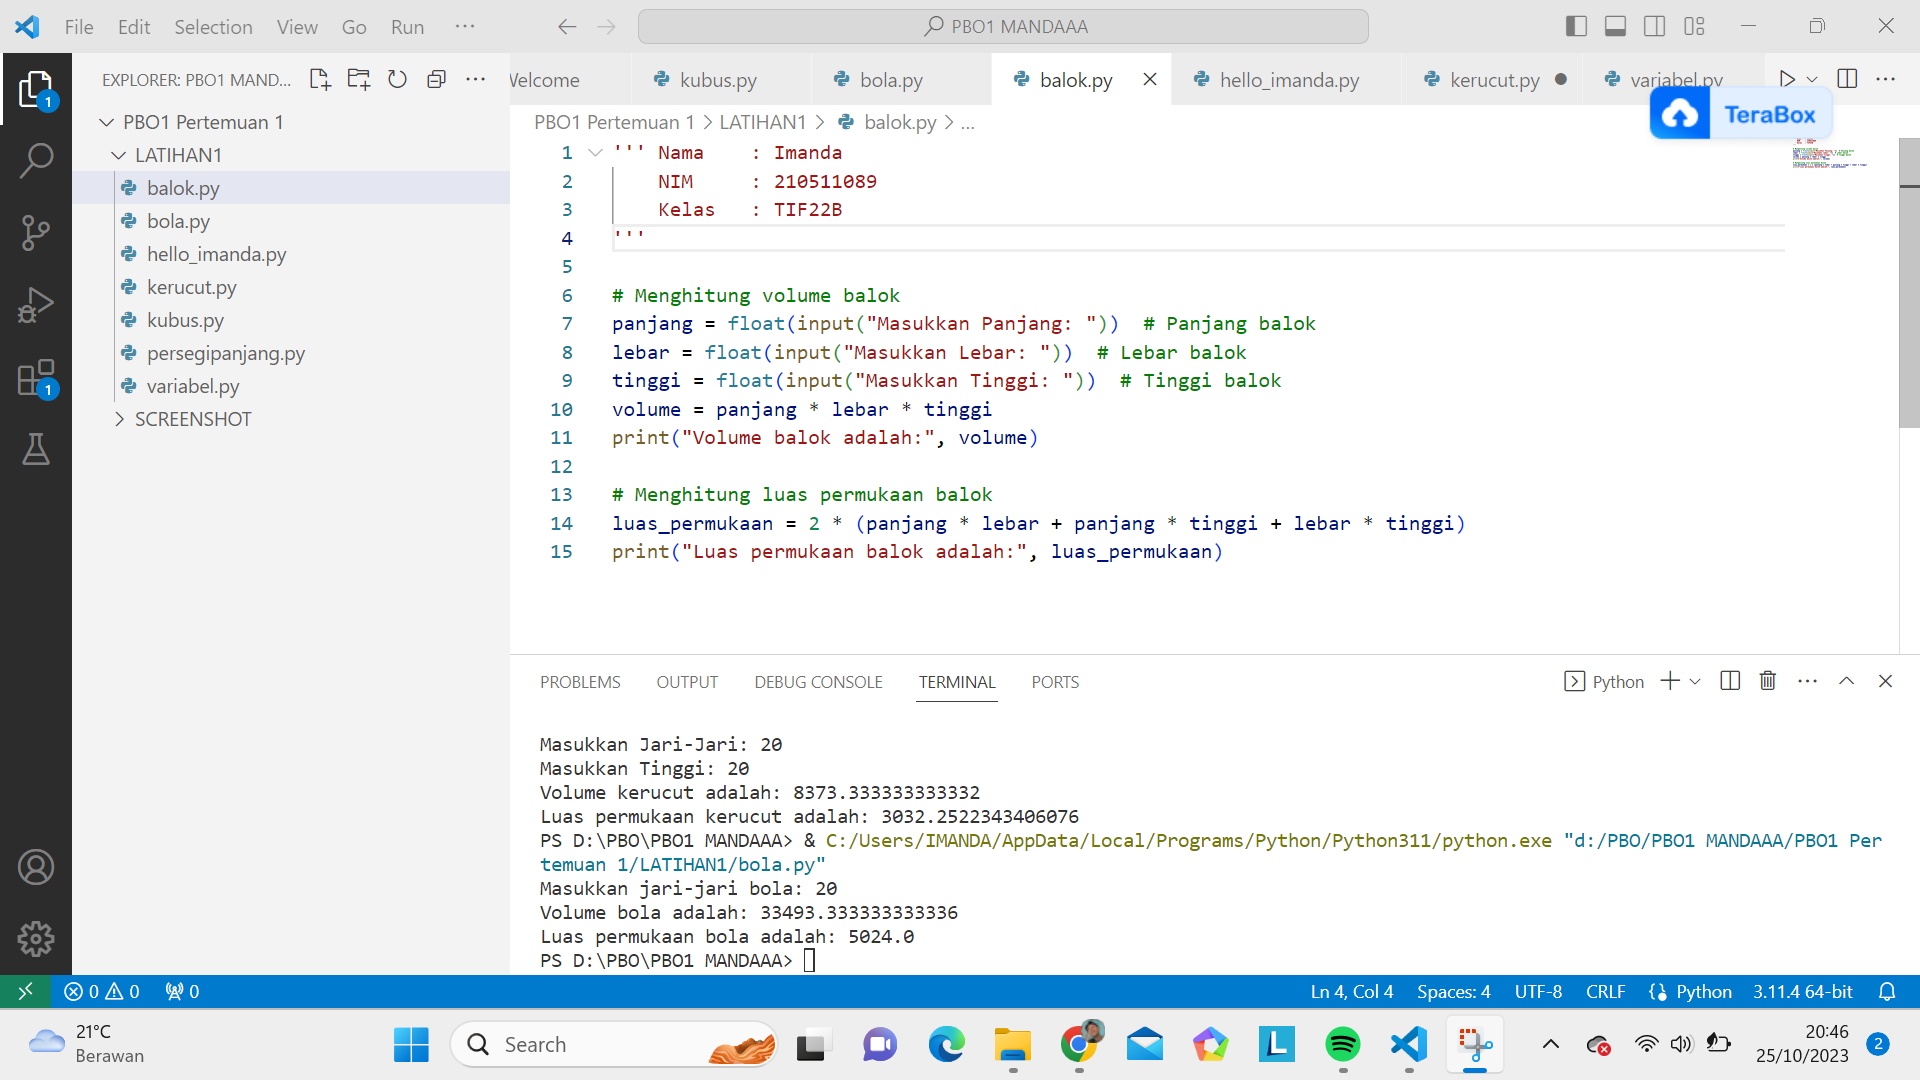 File Edit Selection View Go Run ···
PBO1 MANDAAA
EXPLORER: PBO1 MAND...
Welcome kubus.py bola.py balok.py hello_imanda.py kerucut.py variabel.py
TeraBox
PBO1 Pertemuan 1
LATIHAN1
balok.py
bola.py
hello_imanda.py
kerucut.py
kubus.py
persegipanjang.py
variabel.py
SCREENSHOT
1
1
PBO1 Pertemuan 1 > LATIHAN1 > balok.py > ...
1 ''' Nama : Imanda
2 NIM : 210511089
3 Kelas : TIF22B
4 '''
5
6 # Menghitung volume balok
7 panjang = float(input("Masukkan Panjang: ")) # Panjang balok
8 lebar = float(input("Masukkan Lebar: ")) # Lebar balok
9 tinggi = float(input("Masukkan Tinggi: ")) # Tinggi balok
10 volume = panjang * lebar * tinggi
11 print("Volume balok adalah:", volume)
12
13 # Menghitung luas permukaan balok
14 luas_permukaan = 2 * (panjang * lebar + panjang * tinggi + lebar * tinggi)
15 print("Luas permukaan balok adalah:", luas_permukaan)
PROBLEMS OUTPUT DEBUG CONSOLE TERMINAL PORTS
Python
Masukkan Jari-Jari: 20
Masukkan Tinggi: 20
Volume kerucut adalah: 8373.333333333332
Luas permukaan kerucut adalah: 3032.2522343406076
PS D:\PBO\PBO1 MANDAAA> & C:/Users/IMANDA/AppData/Local/Programs/Python/Python311/python.exe "d:/PBO/PBO1 MANDAAA/PBO1 Per
temuan 1/LATIHAN1/bola.py"
Masukkan jari-jari bola: 20
Volume bola adalah: 33493.333333333336
Luas permukaan bola adalah: 5024.0
PS D:\PBO\PBO1 MANDAAA>
0 0 0
Ln 4, Col 4 Spaces: 4 UTF-8 CRLF Python 3.11.4 64-bit
21°C
Berawan
Search
L
20:46
25/10/2023
2